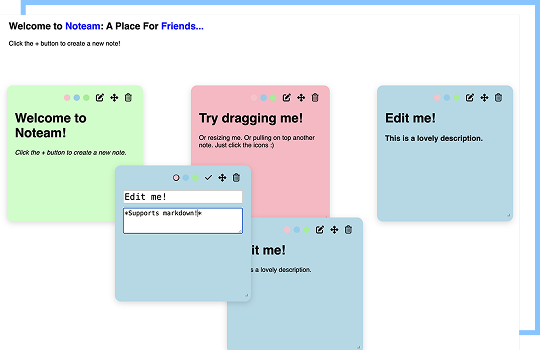 Welcome to Noteam: A Place For Friends...
Click the + button to create a new note!
Welcome to
Noteam!
Click the + button to create a new note.
Try dragging me!
Or resizing me. Or pulling on top another
note. Just click the icons :)
Edit me!
This is a lovely description.
Edit me!
*Supports markdown!*
it me!
s a lovely description.